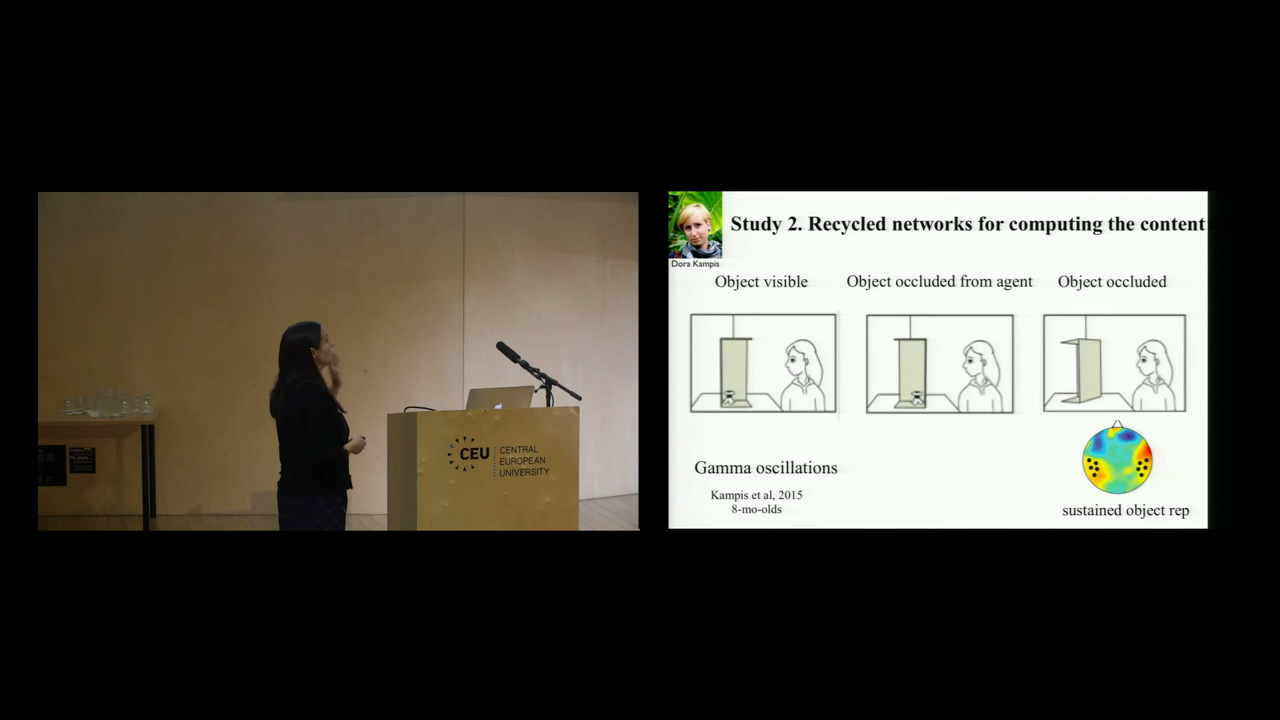 CEU
CENTRAL
EUROPEAN
UNIVERSITY
Study 2. Recycled networks for computing the content
Dora Kampis
Object visible
Object occluded from agent
Object occluded
Gamma oscillations
Kampis et al, 2015
8-mo-olds
sustained object rep